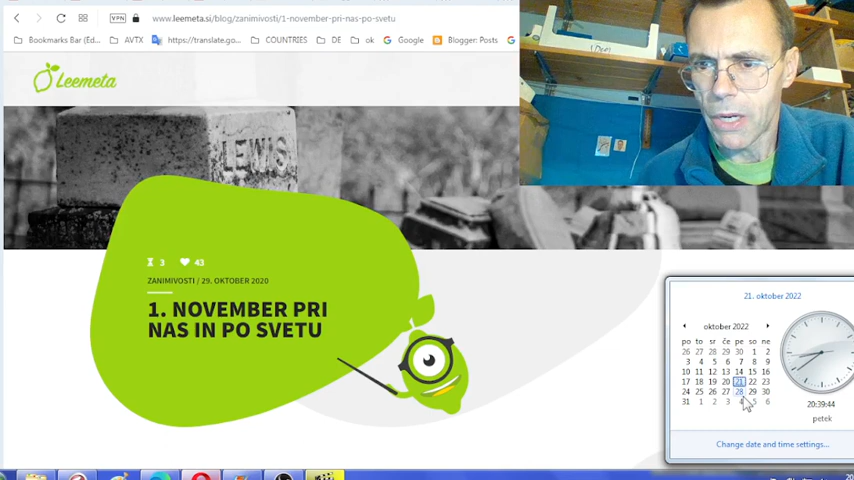 VPN
www.leemeta.si/blog/zanimivosti/1-november-pri-nas-po-svetu
Bookmarks Bar (Ed... AVTX https://translate.go... COUNTRIES DE ok Google Blogger: Posts
Leemeta
LEWIS
3 43
ZANIMIVOSTI / 29. OKTOBER 2020
1. NOVEMBER PRI
NAS IN PO SVETU
21. oktober 2022
oktober 2022
po to sr če pe so ne
26 27 28 29 30 1 2
3 4 5 6 7 8 9
10 11 12 13 14 15 16
17 18 19 20 21 22 23
24 25 26 27 28 29 30
31 1 2 3 4 5 6
20:39:44
petek
Change date and time settings...
20